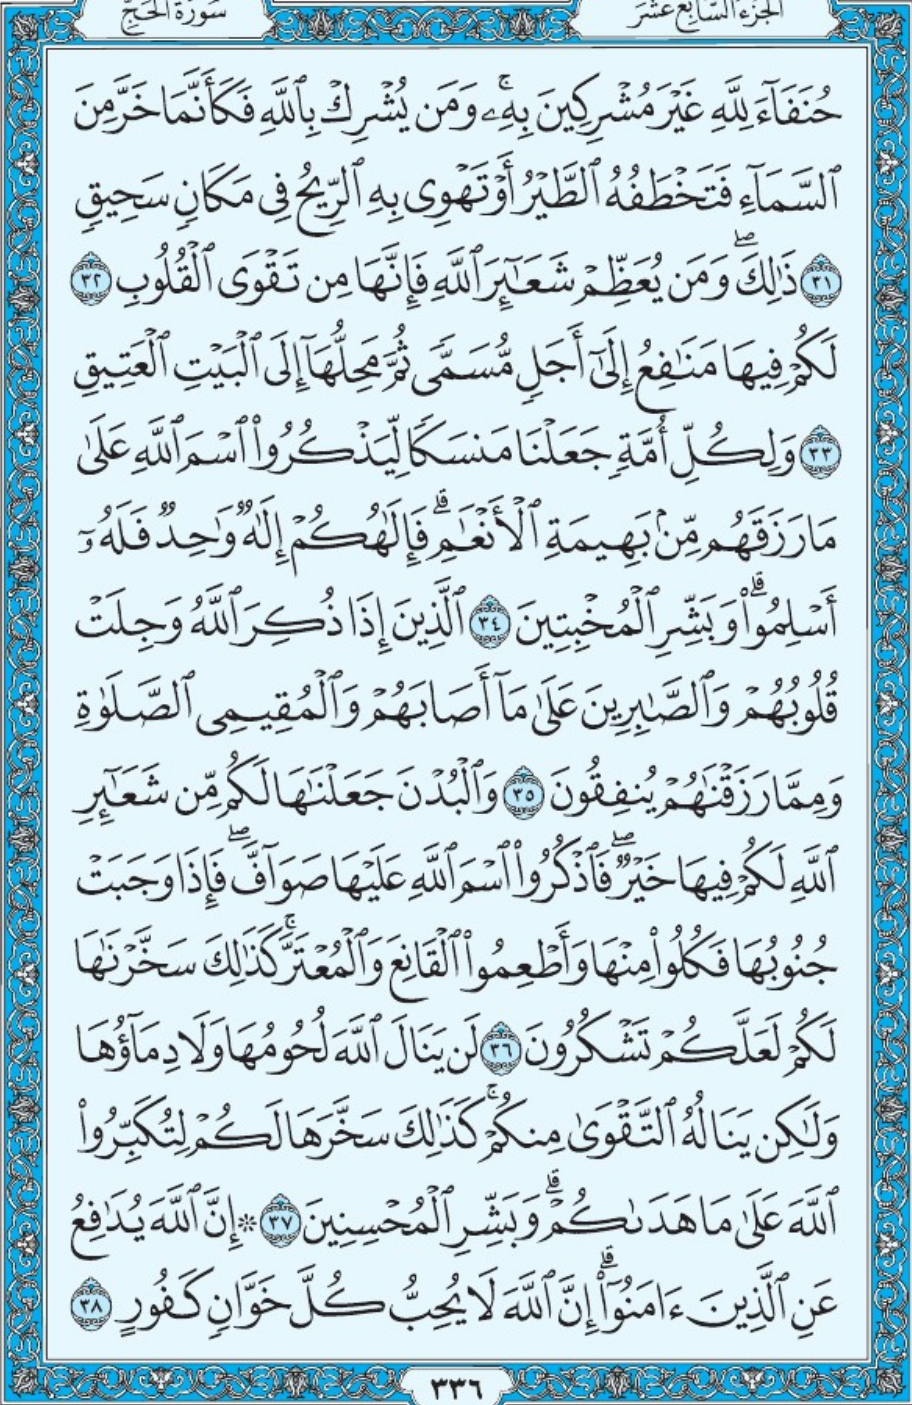 سُورَةُ الحَجّ
الجزء السابع عشر
حُنَفَآءَ لِلَّهِ غَيۡرَ مُشۡرِكِينَ بِهِۦۚ وَمَن يُشۡرِكۡ بِٱللَّهِ فَكَأَنَّمَا خَرَّ مِنَ
ٱلسَّمَآءِ فَتَخۡطَفُهُ ٱلطَّيۡرُ أَوۡ تَهۡوِي بِهِ ٱلرِّيحُ فِي مَكَانٖ سَحِيقٖ
٣١ ذَٰلِكَۖ وَمَن يُعَظِّمۡ شَعَٰٓئِرَ ٱللَّهِ فَإِنَّهَا مِن تَقۡوَى ٱلۡقُلُوبِ ٣٢
لَكُمۡ فِيهَا مَنَٰفِعُ إِلَىٰٓ أَجَلٖ مُّسَمّٗى ثُمَّ مَحِلُّهَآ إِلَى ٱلۡبَيۡتِ ٱلۡعَتِيقِ
٣٣ وَلِكُلِّ أُمَّةٖ جَعَلۡنَا مَنسَكٗا لِّيَذۡكُرُواْ ٱسۡمَ ٱللَّهِ عَلَىٰ
مَا رَزَقَهُم مِّنۢ بَهِيمَةِ ٱلۡأَنۡعَٰمِۗ فَإِلَٰهُكُمۡ إِلَٰهٞ وَٰحِدٞ فَلَهُۥٓ
أَسۡلِمُواْۗ وَبَشِّرِ ٱلۡمُخۡبِتِينَ ٣٤ ٱلَّذِينَ إِذَا ذُكِرَ ٱللَّهُ وَجِلَتۡ
قُلُوبُهُمۡ وَٱلصَّٰبِرِينَ عَلَىٰ مَآ أَصَابَهُمۡ وَٱلۡمُقِيمِي ٱلصَّلَوٰةِ
وَمِمَّا رَزَقۡنَٰهُمۡ يُنفِقُونَ ٣٥ وَٱلۡبُدۡنَ جَعَلۡنَٰهَا لَكُم مِّن شَعَٰٓئِرِ
ٱللَّهِ لَكُمۡ فِيهَا خَيۡرٞۖ فَٱذۡكُرُواْ ٱسۡمَ ٱللَّهِ عَلَيۡهَا صَوَآفَّۖ فَإِذَا وَجَبَتۡ
جُنُوبُهَا فَكُلُواْ مِنۡهَا وَأَطۡعِمُواْ ٱلۡقَانِعَ وَٱلۡمُعۡتَرَّۚ كَذَٰلِكَ سَخَّرۡنَٰهَا
لَكُمۡ لَعَلَّكُمۡ تَشۡكُرُونَ ٣٦ لَن يَنَالَ ٱللَّهَ لُحُومُهَا وَلَا دِمَآؤُهَا
وَلَٰكِن يَنَالُهُ ٱلتَّقۡوَىٰ مِنكُمۡۚ كَذَٰلِكَ سَخَّرَهَا لَكُمۡ لِتُكَبِّرُواْ
ٱللَّهَ عَلَىٰ مَا هَدَىٰكُمۡۗ وَبَشِّرِ ٱلۡمُحۡسِنِينَ ٣٧ ۞ إِنَّ ٱللَّهَ يُدَٰفِعُ
عَنِ ٱلَّذِينَ ءَامَنُوٓاْۗ إِنَّ ٱللَّهَ لَا يُحِبُّ كُلَّ خَوَّانٖ كَفُورٍ ٣٨
٣٣٦